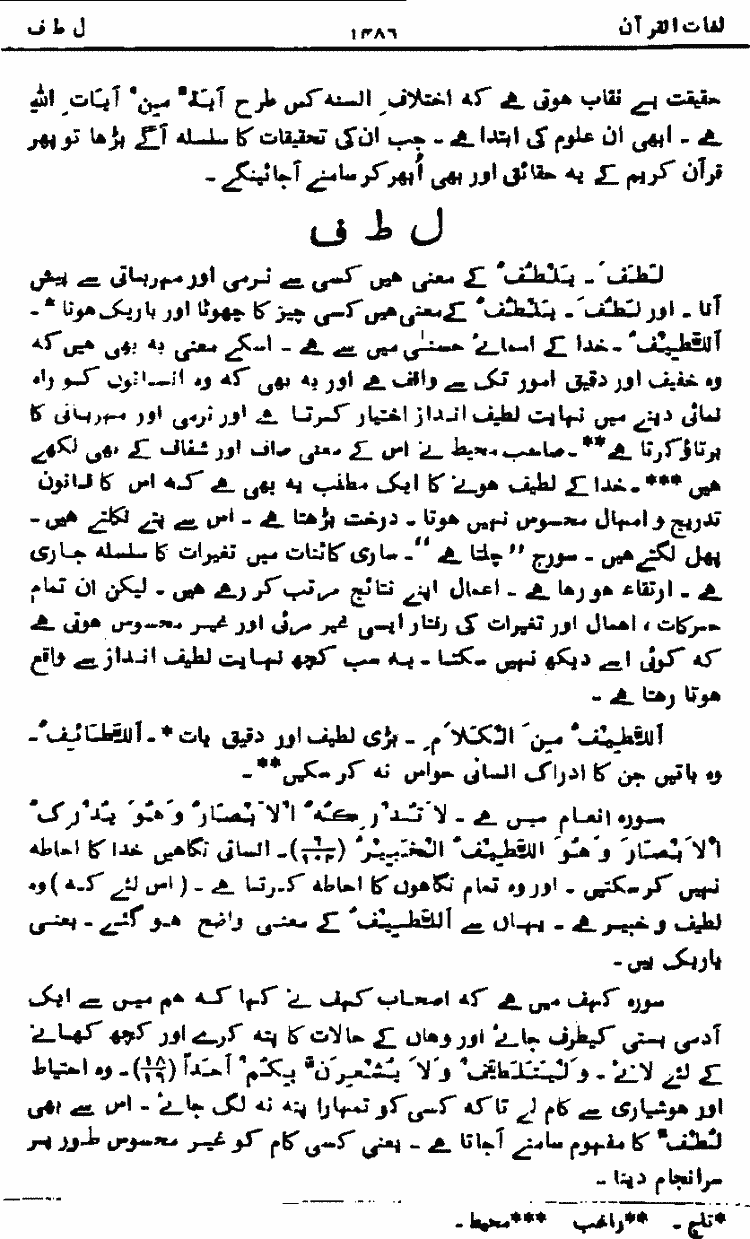 لغات القرآن ۱۳۸۶ ل ط ف
حقیقت بے نقاب ہوتی ہے کہ اختلافِ السنہ کس طرح آیَۃٌ مِّنْ آیَاتِ اللہِ
ہے ۔ ابھی ان علوم کی ابتدا ہے ۔ جب ان کی تحقیقات کا سلسلہ آگے بڑھا تو پھر
قرآن کریم کے یہ حقائق اور بھی اُبھر کر سامنے آجائینگے ۔
ل ط ف
لَطَفَ ۔ یَلْطُفُ کے معنی ہیں کسی سے نرمی اور مہربانی سے پیش
آنا ۔ اور لَطُفَ ۔ یَلْطُفُ کے معنی ہیں کسی چیز کا چھوٹا اور باریک ہونا* ۔
اَللَّطِیْفُ ۔ خدا کے اسمائے حسنیٰ میں سے ہے ۔ اسکے معنی یہ بھی ہیں کہ
وہ خفیف اور دقیق امور تک سے واقف ہے اور یہ بھی کہ وہ انسانوں کو راہ
نمائی دینے میں نہایت لطیف انداز اختیار کرتا ہے اور نرمی اور مہربانی کا
برتاؤ کرتا ہے** ۔ صاحب محیط نے اس کے معنی صاف اور شفاف کے بھی لکھے
ہیں*** ۔ خدا کے لطیف ہونے کا ایک مطلب یہ بھی ہے کہ اس کا قانون
تدریج و امہال محسوس نہیں ہوتا ۔ درخت بڑھتا ہے ۔ اس سے پتے نکلتے ہیں ۔
پھل لگتے ہیں ۔ سورج ”چلتا ہے“ ۔ ساری کائنات میں تغیرات کا سلسلہ جاری
ہے ۔ ارتقاء ہو رہا ہے ۔ اعمال اپنے نتائج مرتب کر رہے ہیں ۔ لیکن ان تمام
حرکات ، اعمال اور تغیرات کی رفتار ایسی غیر مرئی اور غیر محسوس ہوتی ہے
کہ کوئی اسے دیکھ نہیں سکتا ۔ یہ سب کچھ نہایت لطیف انداز سے واقع
ہوتا رہتا ہے ۔
اَللَّطِیْفُ مِنَ الْکَلَامِ ۔ بڑی لطیف اور دقیق بات* ۔ اَللَّطَائِفُ ۔
وہ باتیں جن کا ادراک انسانی حواس نہ کر سکیں** ۔
سورہ انعام میں ہے ۔ لَا تُدْرِکُہُ الْاَبْصَارُ وَھُوَ یُدْرِکُ
الْاَبْصَارَ وَھُوَ اللَّطِیْفُ الْخَبِیْرُ (۶/۱۰۳) ۔ انسانی نگاہیں خدا کا احاطہ
نہیں کر سکتیں ۔ اور وہ تمام نگاہوں کا احاطہ کرتا ہے ۔ (اس لئے کہ) وہ
لطیف و خبیر ہے ۔ یہاں سے اَللَّطِیْفُ کے معنی واضح ہو گئے ۔ یعنی
باریک بیں ۔
سورہ کہف میں ہے کہ اصحاب کہف نے کہا کہ ہم میں سے ایک
آدمی بستی کیطرف جائے اور وہاں کے حالات کا پتہ کرے اور کچھ کھانے
کے لئے لائے ۔ وَلْیَتَلَطَّفْ وَلَا یُشْعِرَنَّ بِکُمْ اَحَداً (۱۸/۱۹) ۔ وہ احتیاط
اور ہوشیاری سے کام لے تاکہ کسی کو تمہارا پتہ نہ لگ جائے ۔ اس سے بھی
لُطْفٌ کا مفہوم سامنے آجاتا ہے ۔ یعنی کسی کام کو غیر محسوس طور پر
سرانجام دینا ۔
*تاج ۔ **راغب ***محیط ۔